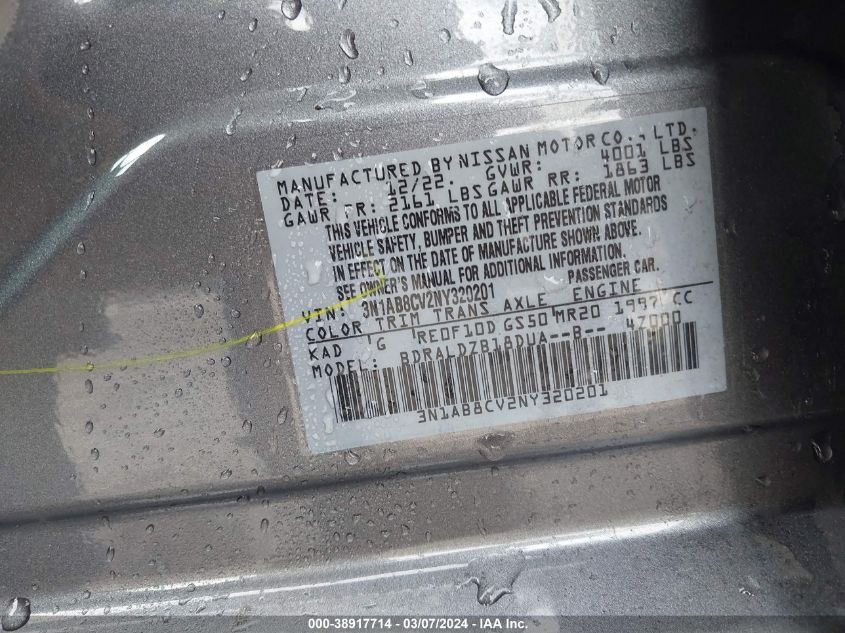 MANUFACTURED BY NISSAN MOTOR CO., LTD.
DATE: 12/22. GVWR: 4001 LBS
GAWR FR: 2161 LBS GAWR RR: 1863 LBS
THIS VEHICLE CONFORMS TO ALL APPLICABLE FEDERAL MOTOR
VEHICLE SAFETY, BUMPER AND THEFT PREVENTION STANDARDS
IN EFFECT ON THE DATE OF MANUFACTURE SHOWN ABOVE.
SEE OWNER'S MANUAL FOR ADDITIONAL INFORMATION.
VIN: 3N1AB8CV2NY320201 PASSENGER CAR.
COLOR TRIM TRANS AXLE ENGINE
KAD G RE0F10D GS50 MR20 1997 CC
MODEL: BDRALDZB18DUA--B-- 4Z000
3N1AB8CV2NY320201
000-38917714 - 03/07/2024 - IAA Inc.